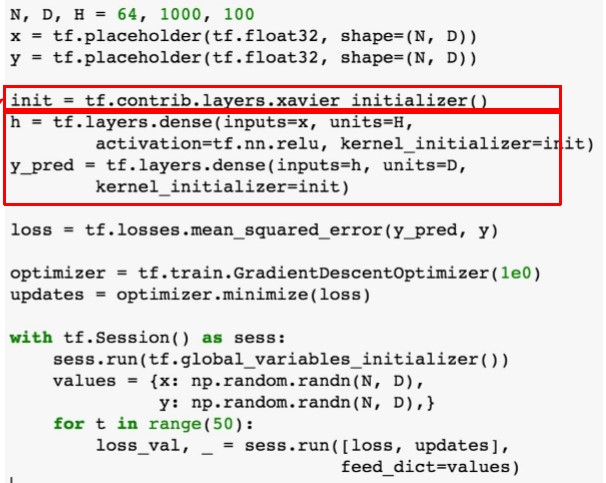 N, D, H = 64, 1000, 100
x = tf.placeholder(tf.float32, shape=(N, D))
y = tf.placeholder(tf.float32, shape=(N, D))
init = tf.contrib.layers.xavier_initializer()
h = tf.layers.dense(inputs=x, units=H,
activation=tf.nn.relu, kernel_initializer=init)
y_pred = tf.layers.dense(inputs=h, units=D,
kernel_initializer=init)
loss = tf.losses.mean_squared_error(y_pred, y)
optimizer = tf.train.GradientDescentOptimizer(1e0)
updates = optimizer.minimize(loss)
with tf.Session() as sess:
sess.run(tf.global_variables_initializer())
values = {x: np.random.randn(N, D),
y: np.random.randn(N, D),}
for t in range(50):
loss_val, _ = sess.run([loss, updates],
feed_dict=values)